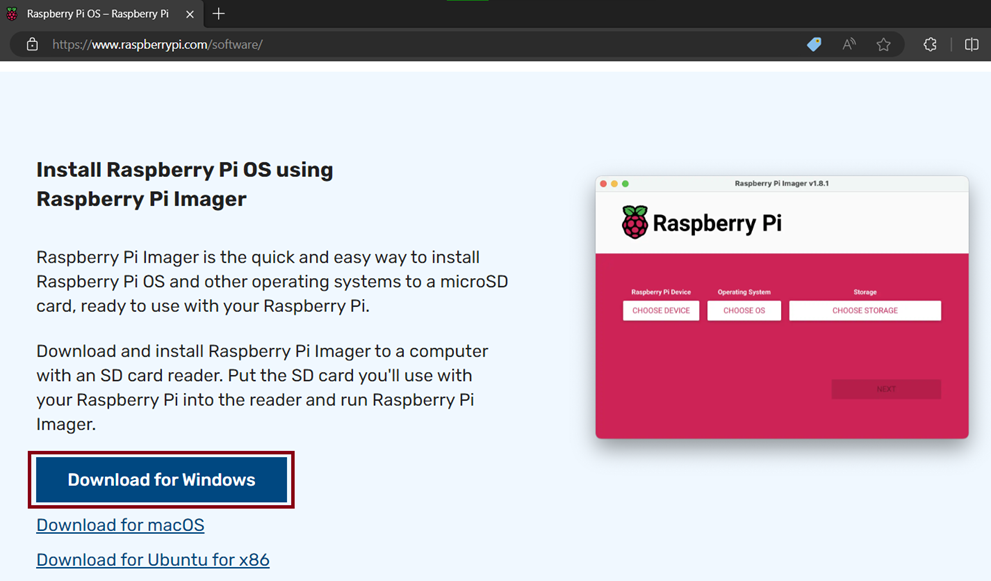 Raspberry Pi OS – Raspberry Pi
https://www.raspberrypi.com/software/
Install Raspberry Pi OS using
Raspberry Pi Imager
Raspberry Pi Imager is the quick and easy way to install
Raspberry Pi OS and other operating systems to a microSD
card, ready to use with your Raspberry Pi.
Download and install Raspberry Pi Imager to a computer
with an SD card reader. Put the SD card you'll use with
your Raspberry Pi into the reader and run Raspberry Pi
Imager.
Download for Windows
Download for macOS
Download for Ubuntu for x86
Raspberry Pi Imager v1.8.1
Raspberry Pi
Raspberry Pi Device Operating System Storage
CHOOSE DEVICE CHOOSE OS CHOOSE STORAGE
NEXT